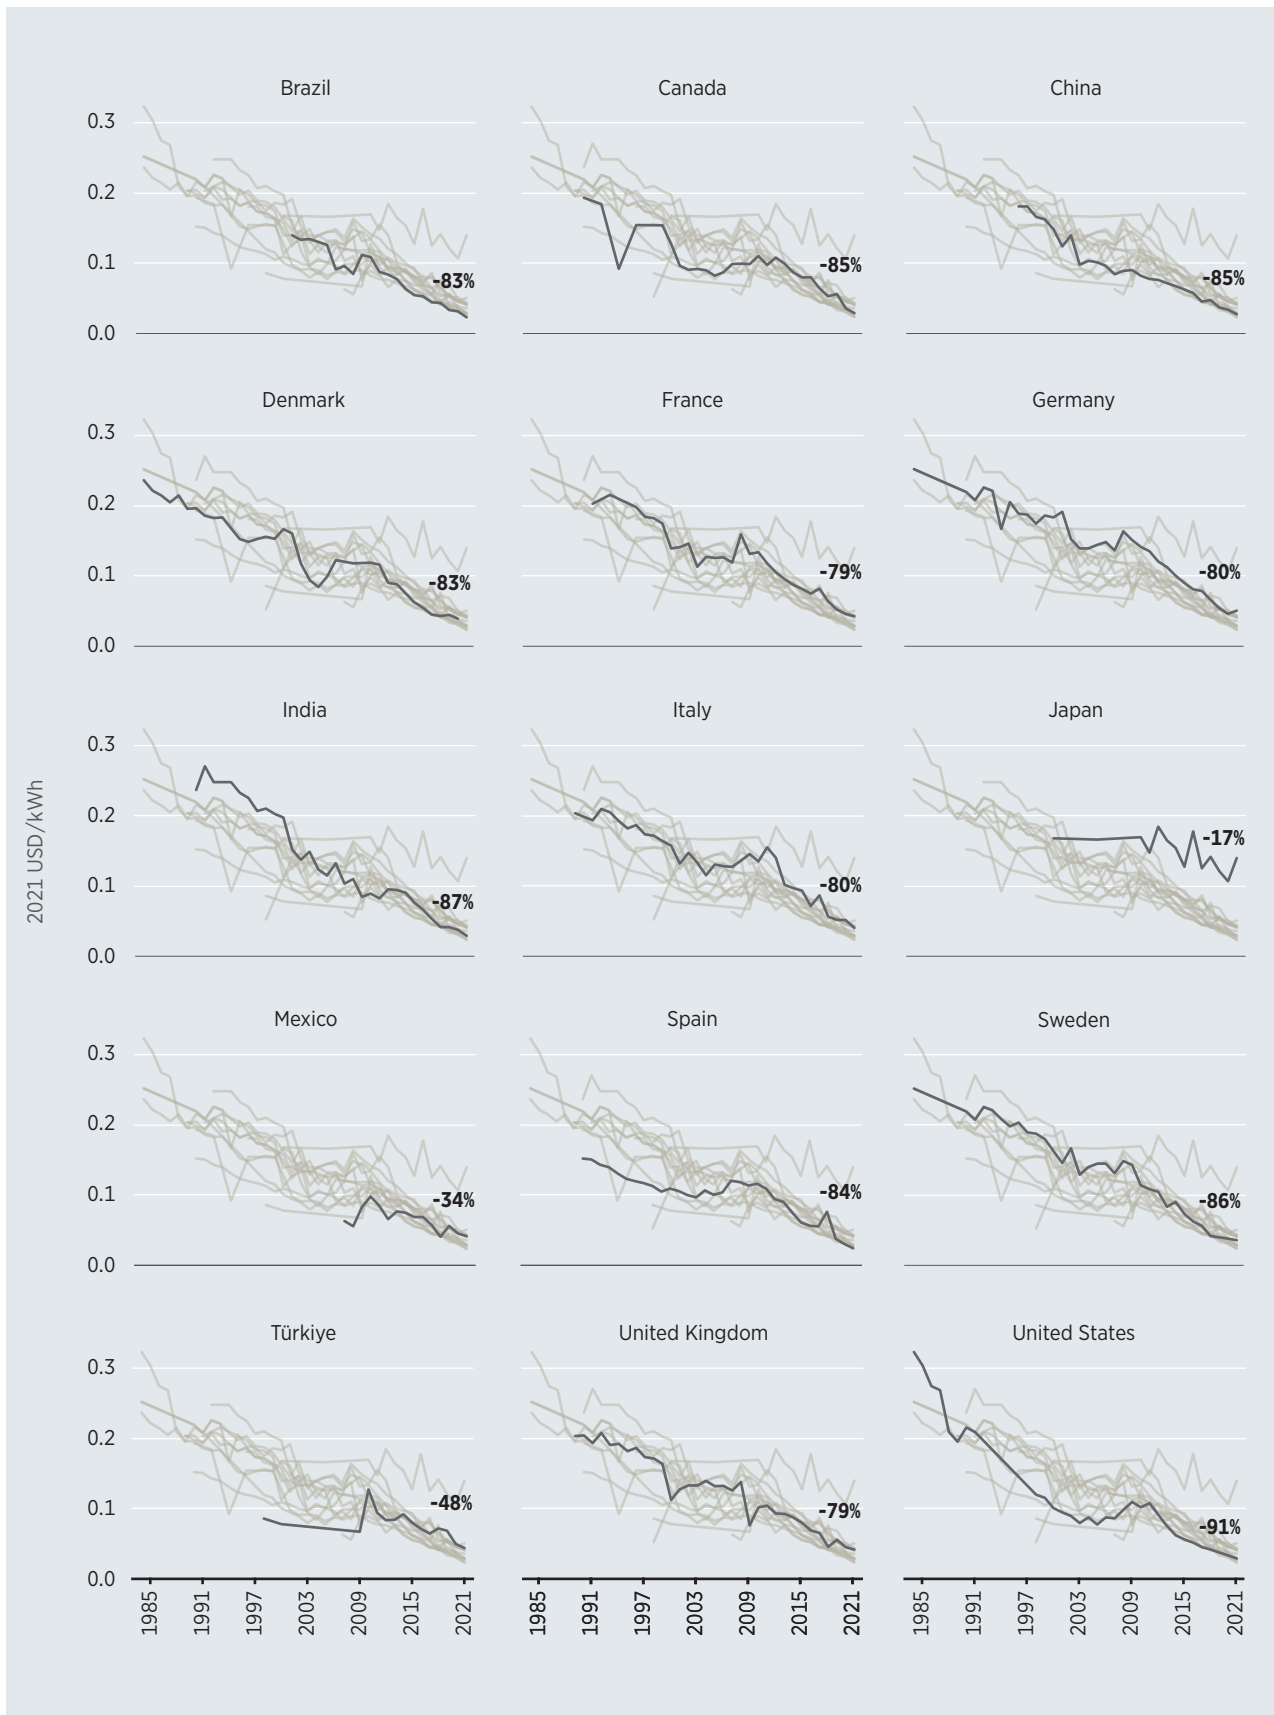 Brazil
Canada
China
0.3
0.2
0.1
0.0
-83%
-85%
-85%
Denmark
France
Germany
0.3
0.2
0.1
0.0
-83%
-79%
-80%
India
Italy
Japan
0.3
0.2
0.1
0.0
-87%
-80%
-17%
2021 USD/kWh
Mexico
Spain
Sweden
0.3
0.2
0.1
0.0
-34%
-84%
-86%
Türkiye
United Kingdom
United States
0.3
0.2
0.1
0.0
-48%
-79%
-91%
1985 1991 1997 2003 2009 2015 2021
1985 1991 1997 2003 2009 2015 2021
1985 1991 1997 2003 2009 2015 2021